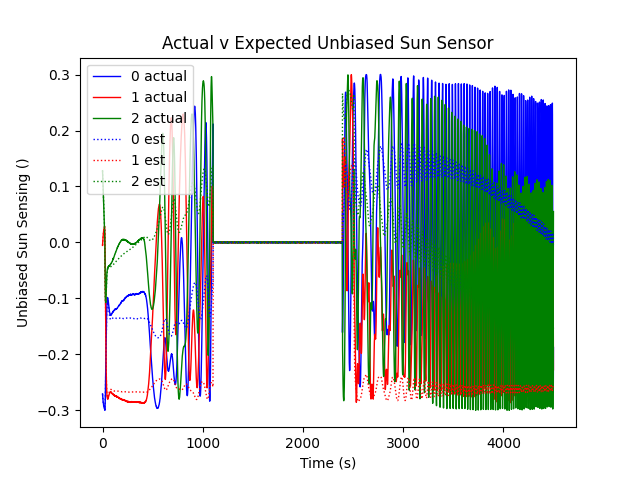 Actual v Expected Unbiased Sun Sensor
Unbiased Sun Sensing ()
0.3
0.2
0.1
0.0
−0.1
−0.2
−0.3
0 actual
1 actual
2 actual
0 est
1 est
2 est
0
1000
2000
3000
4000
Time (s)